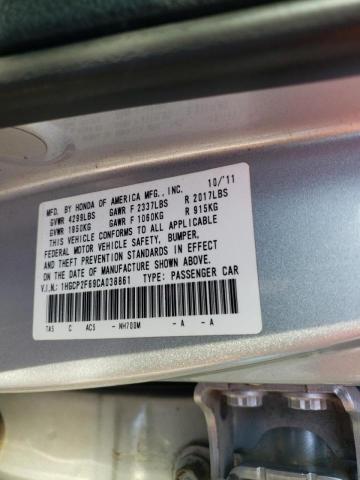 MFD. BY HONDA OF AMERICA MFG., INC. 10/11
GVWR 4299LBS GAWR F 2337LBS R 2017LBS
GVWR 1950KG GAWR F 1060KG R 915KG
THIS VEHICLE CONFORMS TO ALL APPLICABLE
FEDERAL MOTOR VEHICLE SAFETY, BUMPER,
AND THEFT PREVENTION STANDARDS IN EFFECT
ON THE DATE OF MANUFACTURE SHOWN ABOVE.
V.I.N.: 1HGCP2F69CA038861 TYPE: PASSENGER CAR
TA5 C AC5 - NH700M - A - A